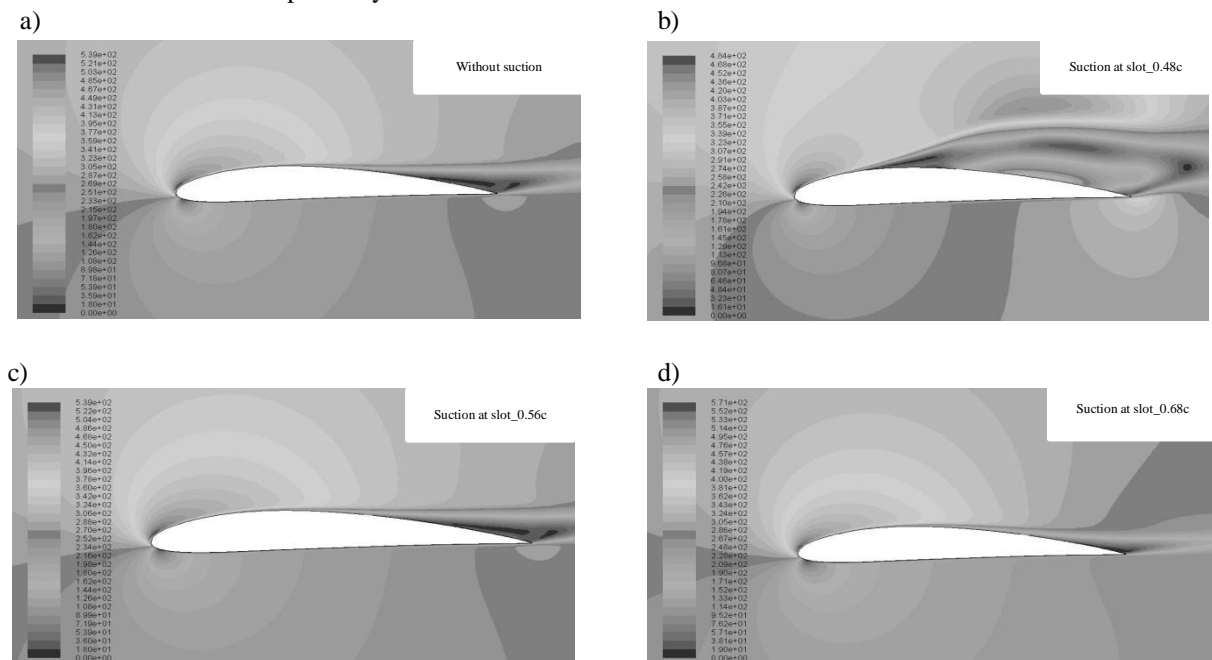 a)
Without suction
5.39e+02
5.21e+02
5.03e+02
4.85e+02
4.67e+02
4.49e+02
4.31e+02
4.13e+02
3.95e+02
3.77e+02
3.59e+02
3.41e+02
3.23e+02
3.05e+02
2.87e+02
2.69e+02
2.51e+02
2.33e+02
2.15e+02
1.97e+02
1.80e+02
1.62e+02
1.44e+02
1.26e+02
1.08e+02
8.98e+01
7.18e+01
5.39e+01
3.59e+01
1.80e+01
0.00e+00
b)
Suction at slot_0.48c
4.84e+02
4.68e+02
4.52e+02
4.36e+02
4.20e+02
4.03e+02
3.87e+02
3.71e+02
3.55e+02
3.39e+02
3.23e+02
3.07e+02
2.91e+02
2.74e+02
2.58e+02
2.42e+02
2.26e+02
2.10e+02
1.94e+02
1.78e+02
1.61e+02
1.45e+02
1.29e+02
1.13e+02
9.68e+01
8.07e+01
6.46e+01
4.84e+01
3.23e+01
1.61e+01
0.00e+00
c)
Suction at slot_0.56c
5.39e+02
5.22e+02
5.04e+02
4.86e+02
4.68e+02
4.50e+02
4.32e+02
4.14e+02
3.96e+02
3.78e+02
3.60e+02
3.42e+02
3.24e+02
3.06e+02
2.88e+02
2.70e+02
2.52e+02
2.34e+02
2.16e+02
1.98e+02
1.80e+02
1.62e+02
1.44e+02
1.26e+02
1.08e+02
8.99e+01
7.19e+01
5.39e+01
3.60e+01
1.80e+01
0.00e+00
d)
Suction at slot_0.68c
5.71e+02
5.52e+02
5.33e+02
5.14e+02
4.95e+02
4.76e+02
4.57e+02
4.38e+02
4.19e+02
4.00e+02
3.81e+02
3.62e+02
3.43e+02
3.24e+02
3.05e+02
2.86e+02
2.67e+02
2.48e+02
2.28e+02
2.09e+02
1.90e+02
1.71e+02
1.52e+02
1.33e+02
1.14e+02
9.52e+01
7.62e+01
5.71e+01
3.81e+01
1.90e+01
0.00e+00